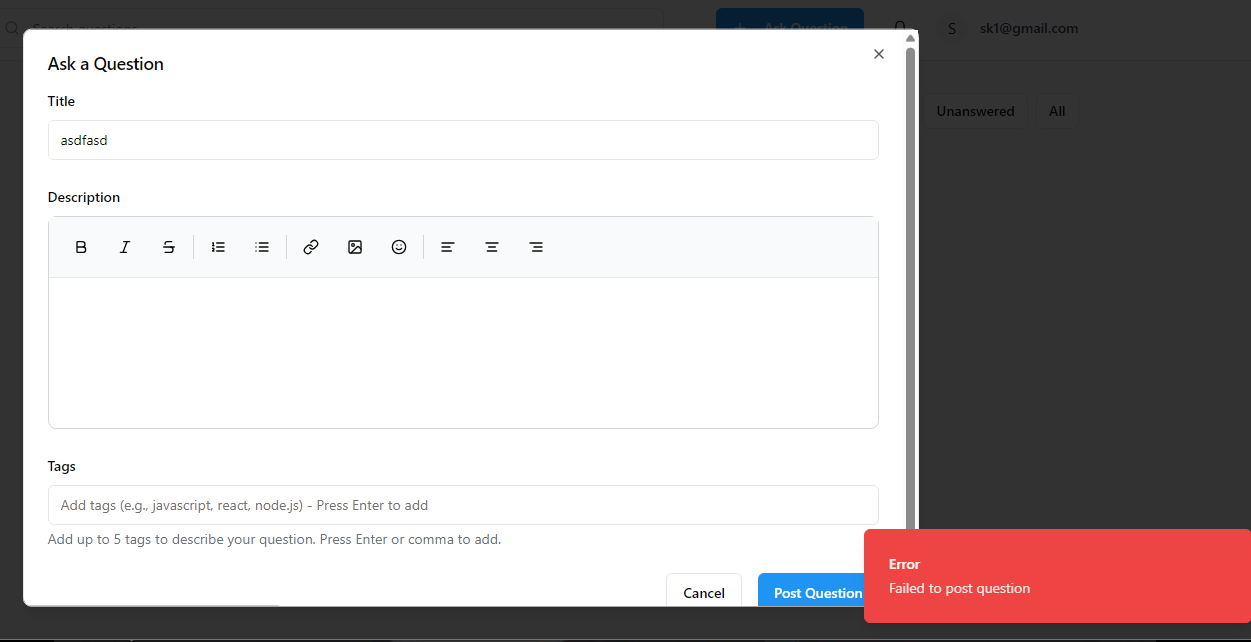 Search questions...
Ask Question
S
sk1@gmail.com
Ask a Question
Title
asdfasd
Unanswered
All
Description
Tags
Add tags (e.g., javascript, react, node.js) - Press Enter to add
Add up to 5 tags to describe your question. Press Enter or comma to add.
Cancel
Post Question
Error
Failed to post question